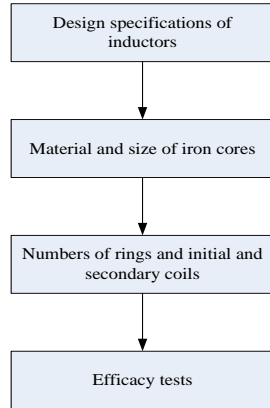 Design specifications of
inductors
Material and size of iron cores
Numbers of rings and initial and
secondary coils
Efficacy tests